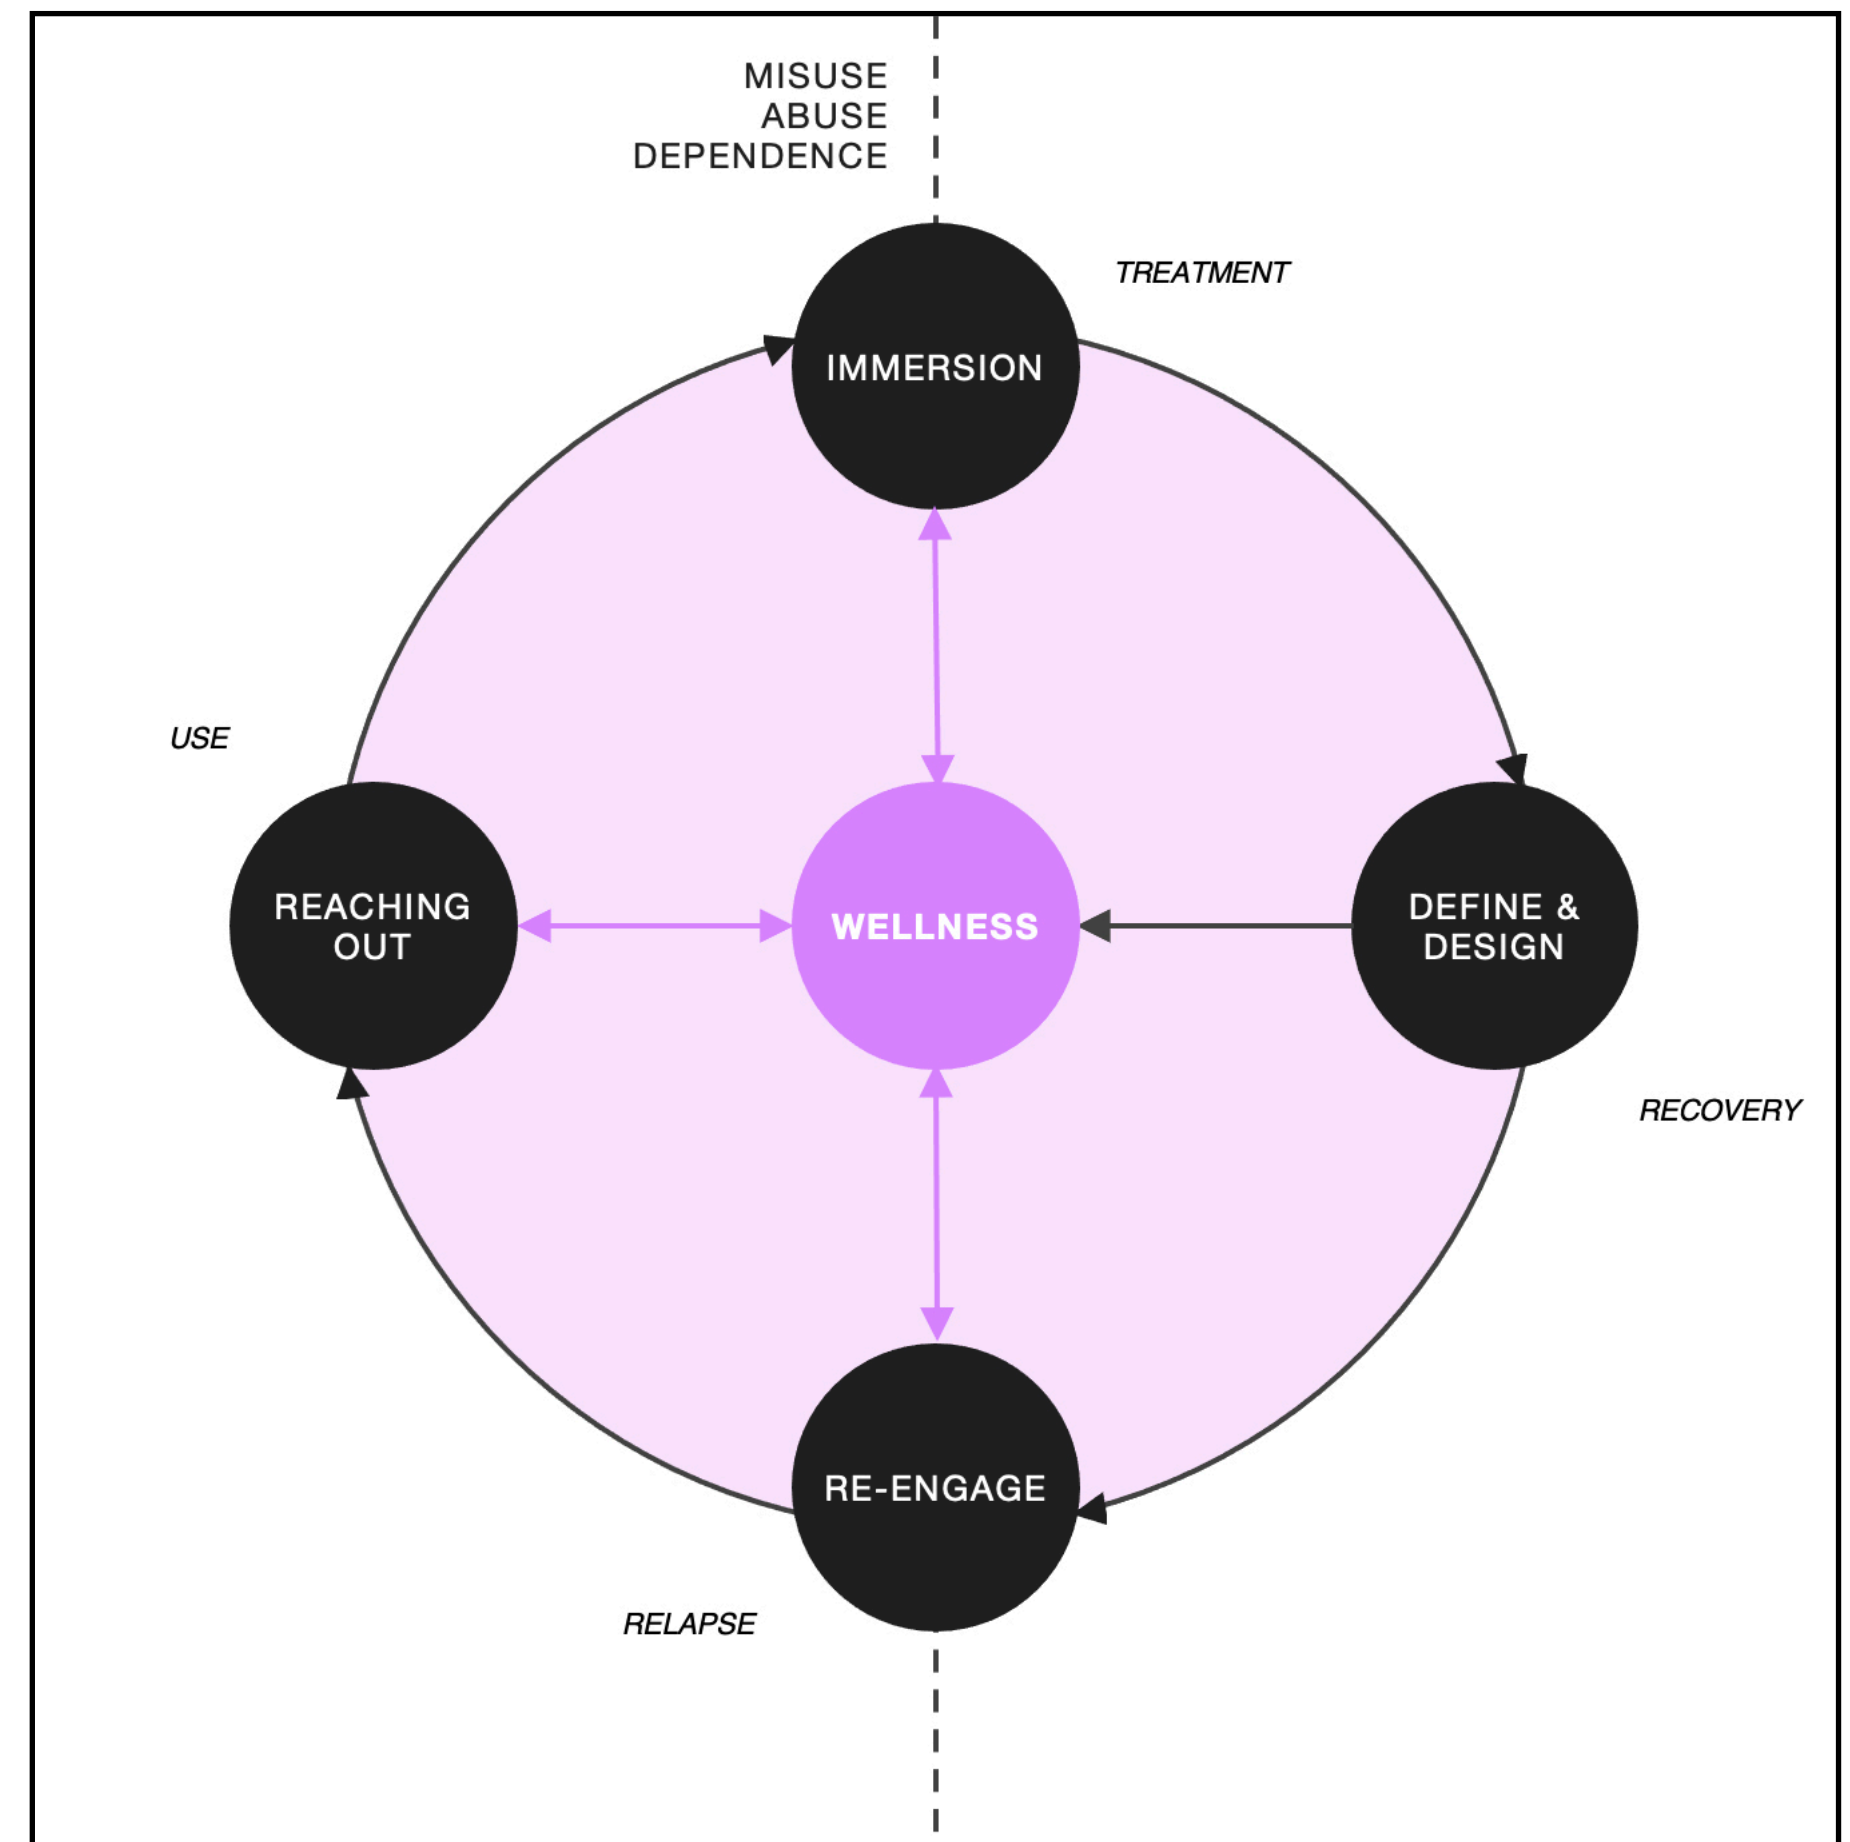 MISUSE
ABUSE
DEPENDENCE
TREATMENT
IMMERSION
USE
REACHING
OUT
WELLNESS
DEFINE &
DESIGN
RECOVERY
RE-ENGAGE
RELAPSE